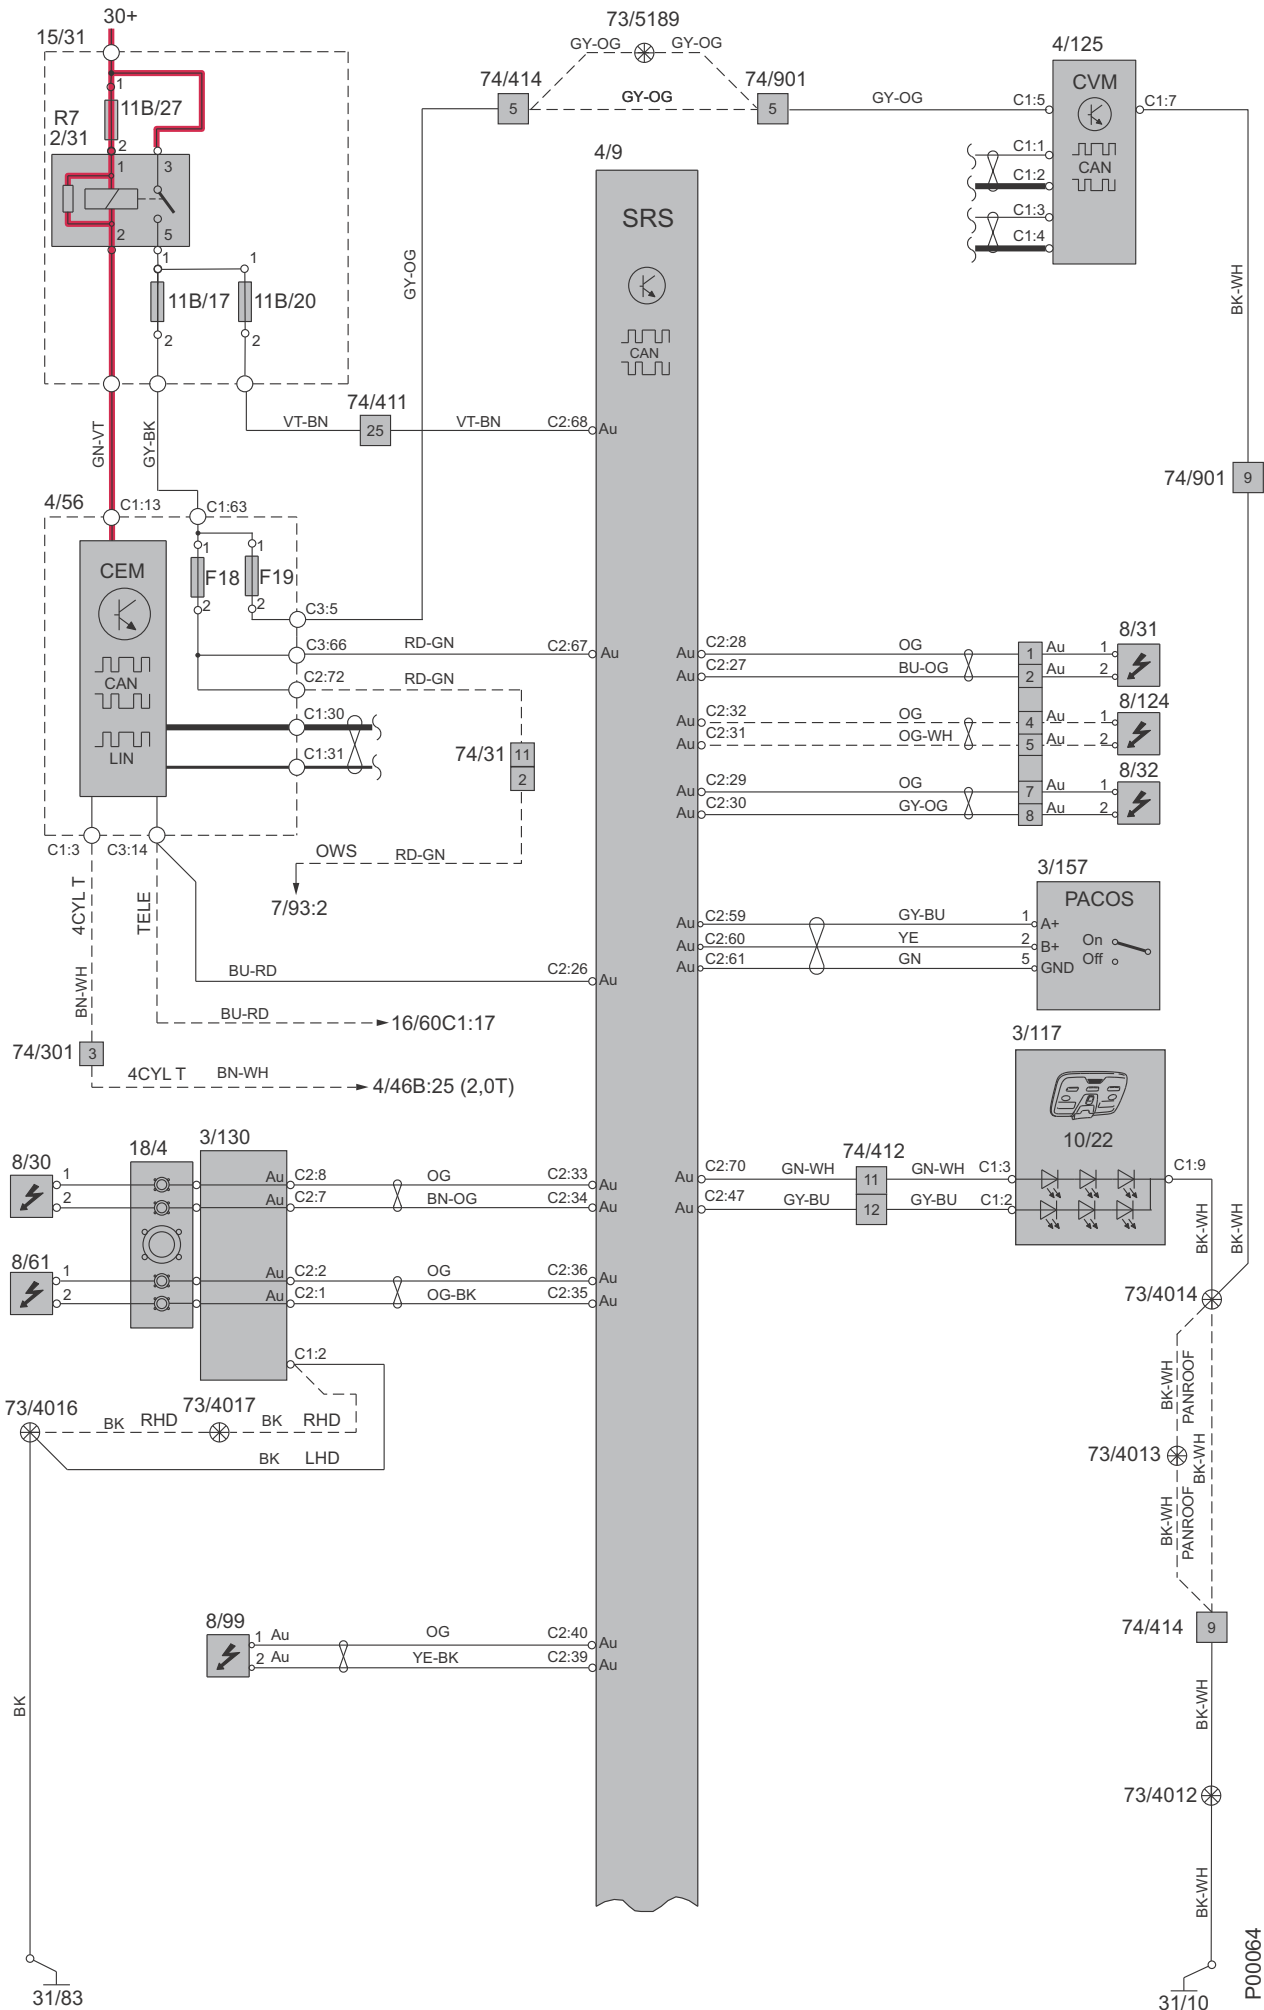 30+
15/31
73/5189
GY-OG
GY-OG
4/125
74/414
74/901
CVM
1
11B/27
R7
2/31
2
5
GY-OG
5
GY-OG
C1:5
C1:7
1
3
4/9
C1:1
C1:2
CAN
C1:3
C1:4
SRS
2
5
GY-OG
BK-WH
1
1
11B/17
11B/20
2
2
CAN
74/411
VT-BN
25
VT-BN
C2:68
Au
GN-VT
GY-BK
74/901
9
4/56
C1:13
C1:63
CEM
1
1
F18
F19
2
2
C3:5
C3:66
RD-GN
C2:67
Au
C2:72
RD-GN
CAN
C1:30
LIN
C1:31
74/31
11
2
C1:3
C3:14
OWS
RD-GN
7/93:2
Au
C2:28
OG
1
Au
1
8/31
Au
C2:27
BU-OG
2
Au
2
Au
C2:32
OG
4
Au
1
8/124
Au
C2:31
OG-WH
5
Au
2
Au
C2:29
OG
7
Au
1
8/32
Au
C2:30
GY-OG
8
Au
2
4CYL T
TELE
3/157
PACOS
Au
C2:59
GY-BU
1
A+
Au
C2:60
YE
2
B+
On
Off
Au
C2:61
GN
5
GND
BN-WH
BU-RD
C2:26
Au
BU-RD
16/60C1:17
74/301
3
4CYL T
BN-WH
4/46B:25 (2,0T)
3/117
10/22
8/30
18/4
3/130
74/412
1
Au
C2:8
OG
C2:33
Au
2
Au
C2:7
BN-OG
C2:34
Au
Au
C2:70
GN-WH
11
GN-WH
C1:3
C1:9
Au
C2:47
GY-BU
12
GY-BU
C1:2
8/61
1
Au
C2:2
OG
C2:36
Au
2
Au
C2:1
OG-BK
C2:35
Au
BK-WH
BK-WH
73/4014
C1:2
73/4016
73/4017
BK
RHD
BK
RHD
BK
LHD
BK-WH
PANROOF
73/4013
BK-WH
BK-WH
PANROOF
8/99
1
Au
OG
C2:40
Au
2
Au
YE-BK
C2:39
Au
74/414
9
BK
BK-WH
73/4012
BK-WH
31/83
31/10
P00064